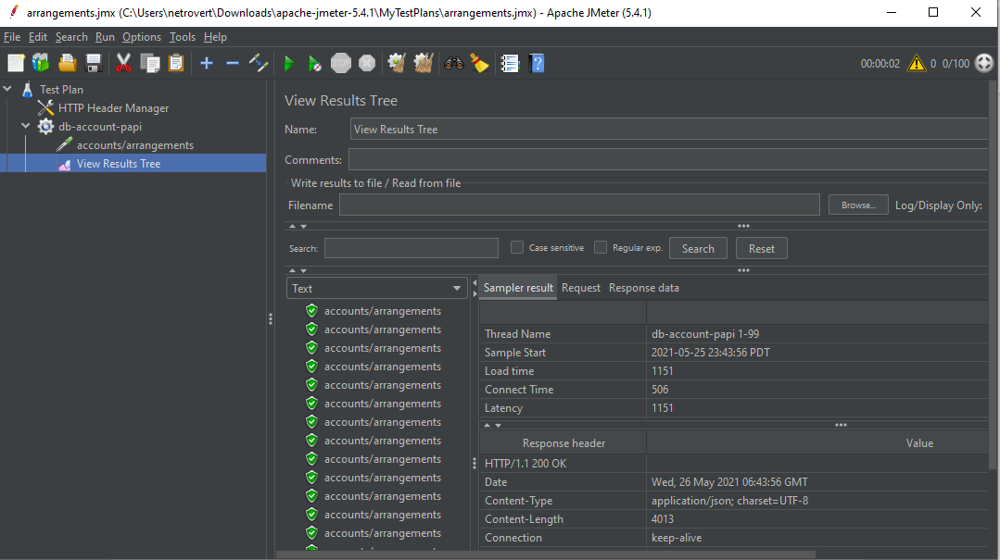 arrangements.jmx (C:\Users\netrovert\Downloads\apache-jmeter-5.4.1\MyTestPlans\arrangements.jmx) - Apache JMeter (5.4.1)
File Edit Search Run Options Tools Help
00:00:02 0 0/100
Test Plan
HTTP Header Manager
db-account-papi
accounts/arrangements
View Results Tree
View Results Tree
Name: View Results Tree
Comments:
Write results to file / Read from file
Filename Browse... Log/Display Only:
Search: Case sensitive Regular exp. Search Reset
Text
accounts/arrangements
accounts/arrangements
accounts/arrangements
accounts/arrangements
accounts/arrangements
accounts/arrangements
accounts/arrangements
accounts/arrangements
accounts/arrangements
accounts/arrangements
accounts/arrangements
accounts/arrangements
accounts/arrangements
Sampler result Request Response data
Thread Name db-account-papi 1-99
Sample Start 2021-05-25 23:43:56 PDT
Load time 1151
Connect Time 506
Latency 1151
Response header Value
HTTP/1.1 200 OK
Date Wed, 26 May 2021 06:43:56 GMT
Content-Type application/json; charset=UTF-8
Content-Length 4013
Connection keep-alive